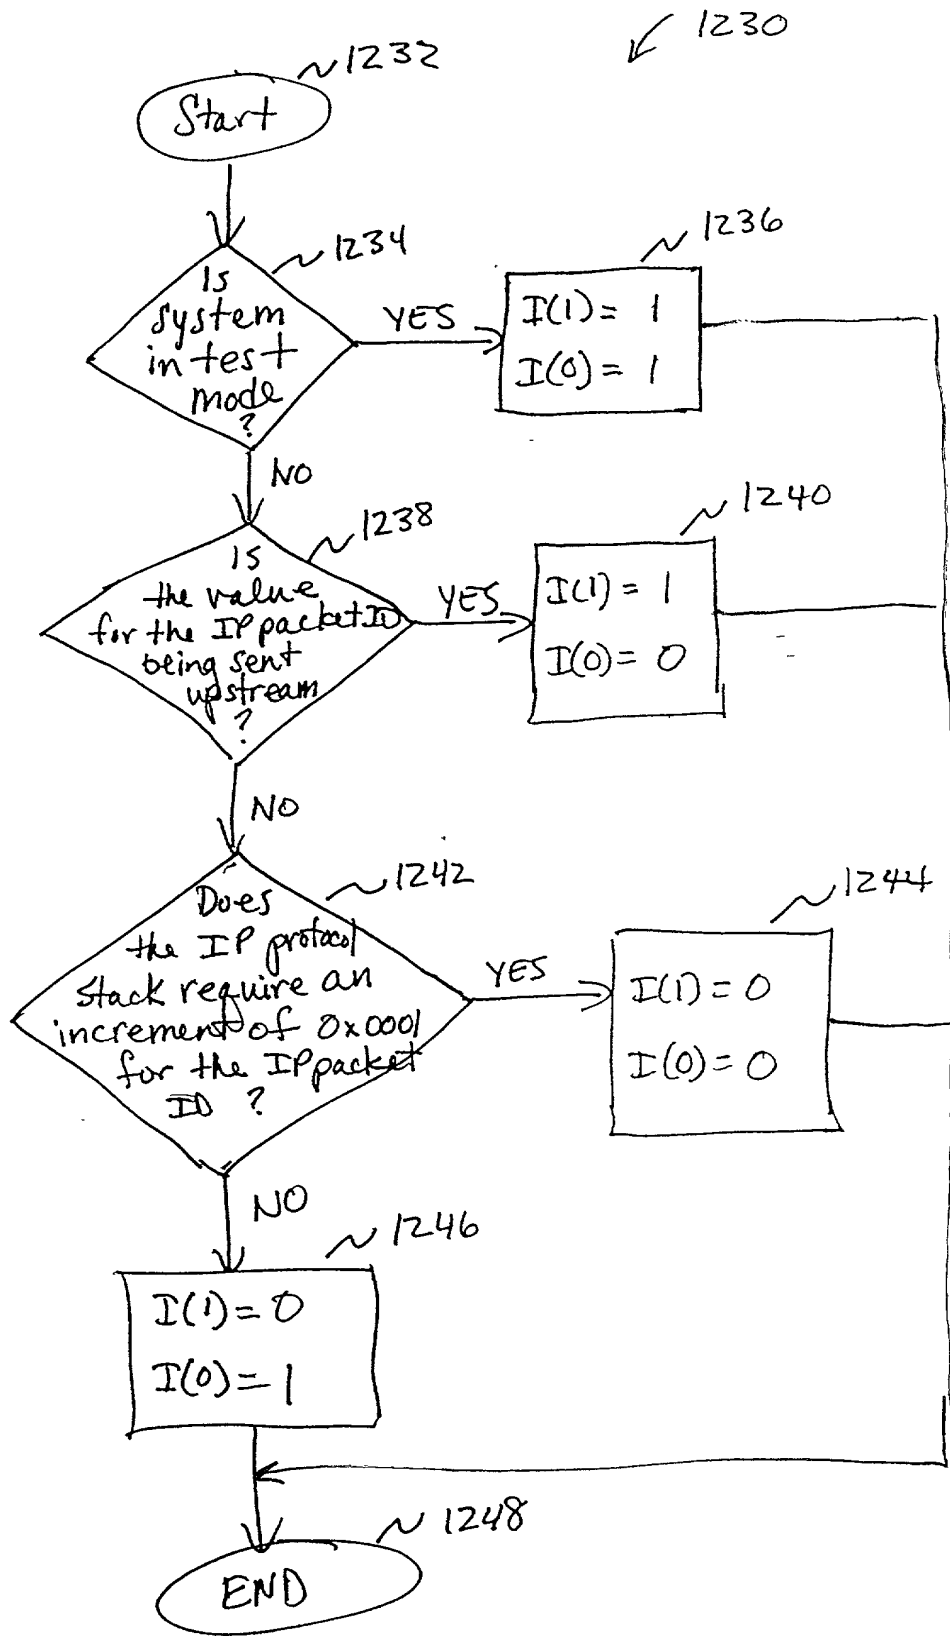 1230
1232
Start
1234
Is
system
in test
mode
?
YES
1236
I(1) = 1
I(0) = 1
NO
1238
Is
the value
for the IP packet ID
being sent
upstream
?
YES
1240
I(1) = 1
I(0) = 0
NO
1242
Does
the IP protocol
stack require an
increment of 0x0001
for the IP packet
ID ?
YES
1244
I(1) = 0
I(0) = 0
NO
1246
I(1) = 0
I(0) = 1
1248
END